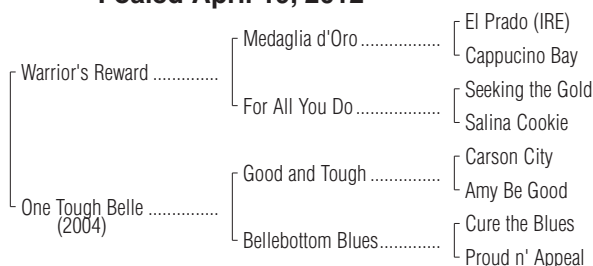 Foaled April 10, 2012
El Prado (IRE)
Medaglia d'Oro
Cappucino Bay
Warrior's Reward
Seeking the Gold
For All You Do
Salina Cookie
Carson City
Good and Tough
Amy Be Good
One Tough Belle
(2004)
Cure the Blues
Bellebottom Blues
Proud n' Appeal